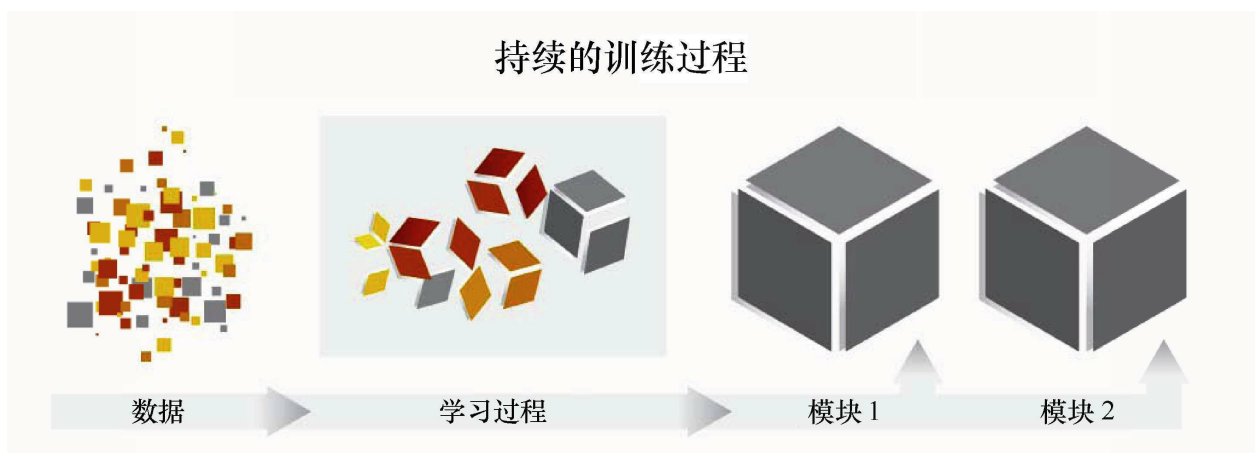 持续的训练过程
数据
学习过程
模块 1
模块 2